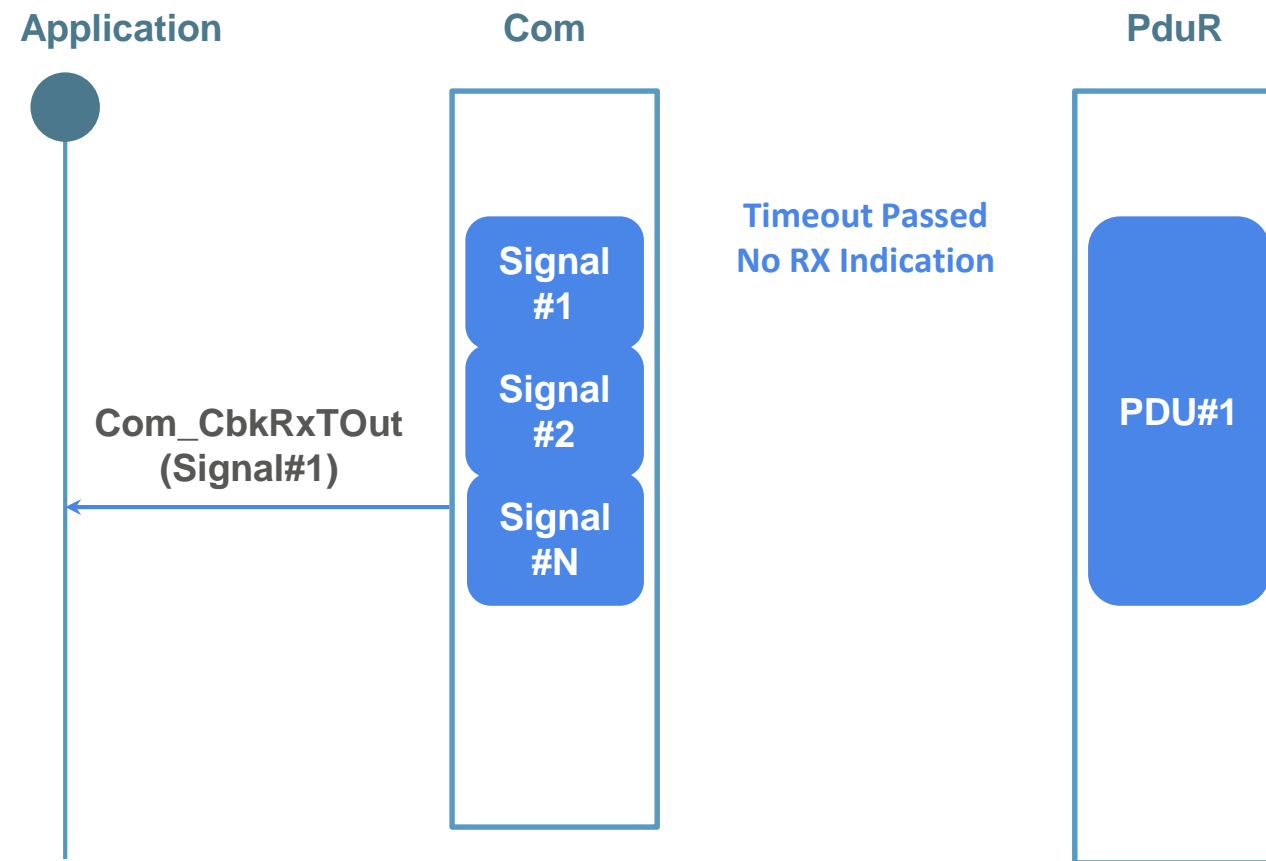 Application
Com
PduR
Timeout Passed
No RX Indication
Signal
#1
Signal
#2
Signal
#N
Com_CbkRxTOut
(Signal#1)
PDU#1